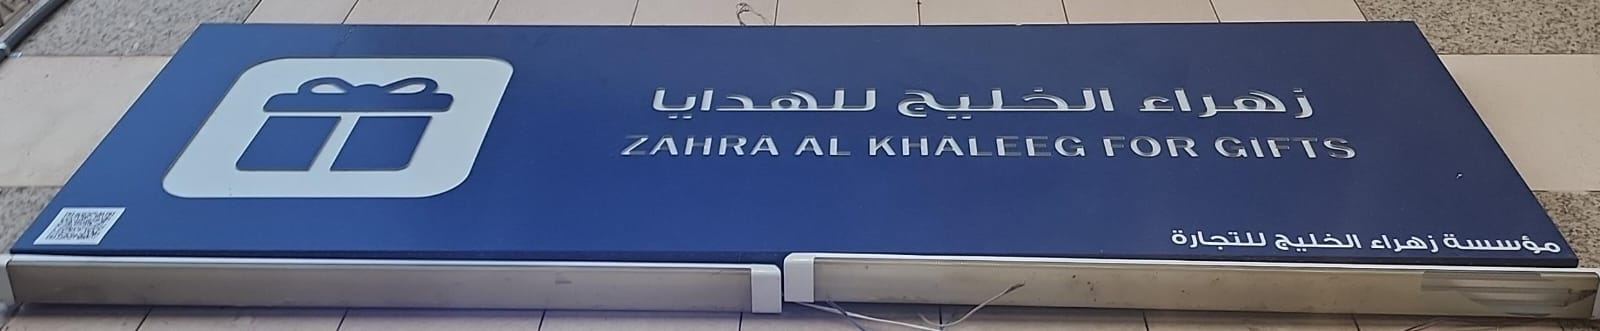 زهراء الخليج للهدايا
ZAHRA AL KHALEEG FOR GIFTS
مؤسسة زهراء الخليج للتجارة